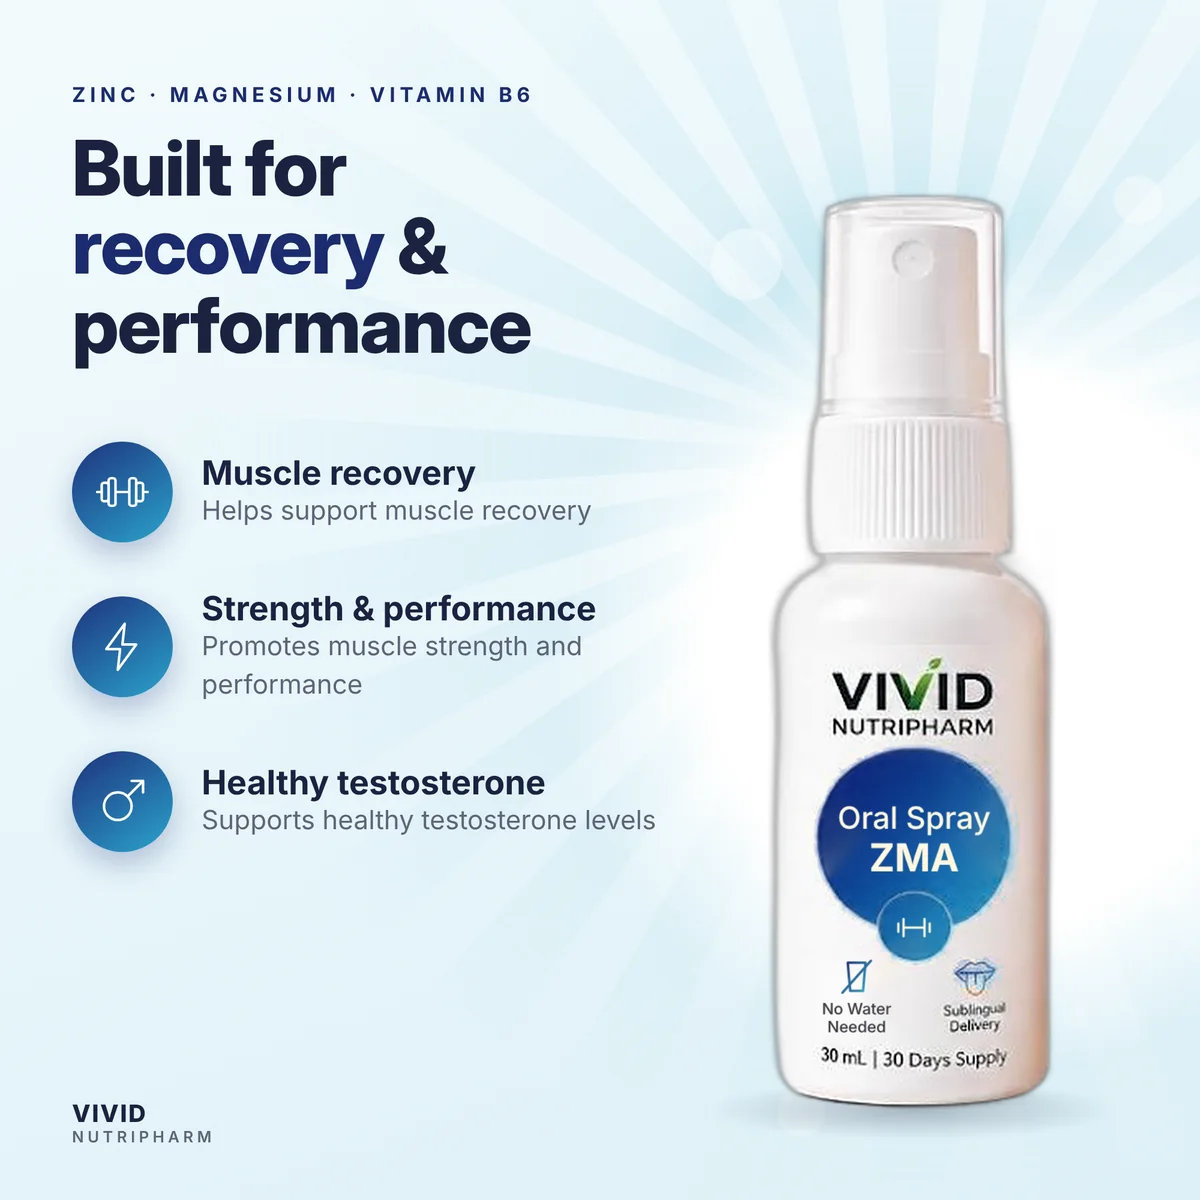 ZINC · MAGNESIUM · VITAMIN B6
Built for
recovery &
performance
Muscle recovery
Helps support muscle recovery
Strength & performance
Promotes muscle strength and
performance
Healthy testosterone
Supports healthy testosterone levels
VIVID
NUTRIPHARM
Oral Spray
ZMA
No Water
Needed
Sublingual
Delivery
30 mL | 30 Days Supply
VIVID
NUTRIPHARM